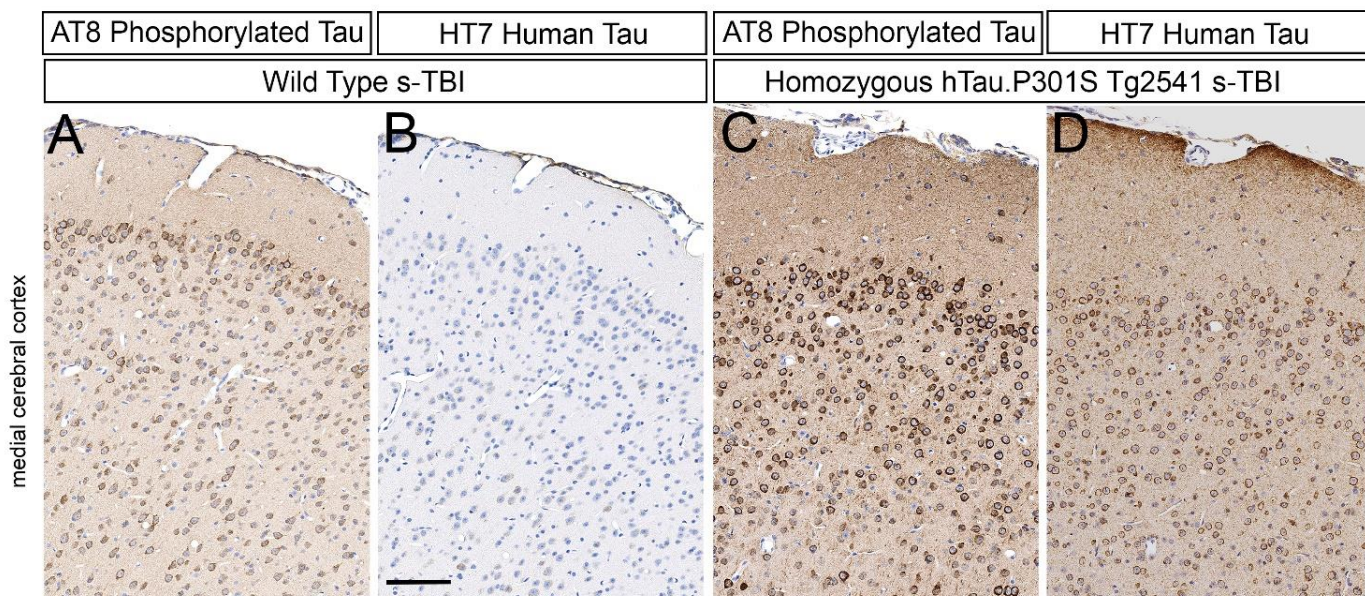 AT8 Phosphorylated Tau
HT7 Human Tau
AT8 Phosphorylated Tau
HT7 Human Tau
Wild Type s-TBI
Homozygous hTau.P301S Tg2541 s-TBI
A
B
C
D
medial cerebral cortex